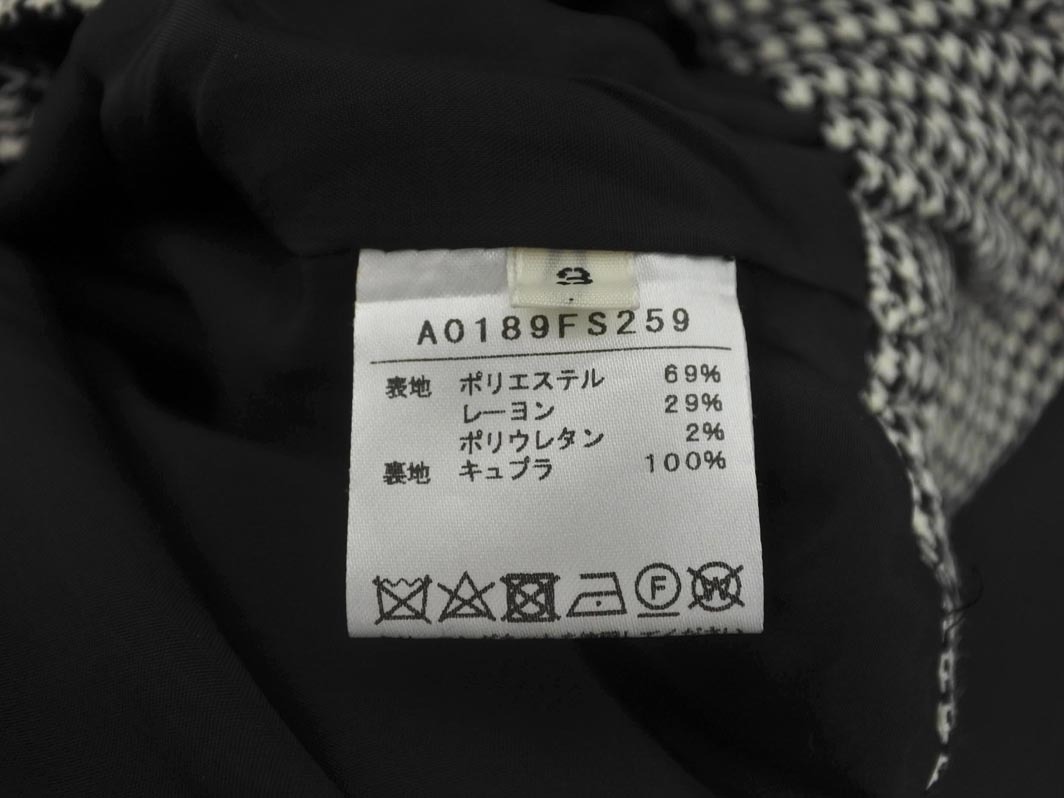 3
A0189FS259
表地 ポリエステル 69%
レーヨン 29%
ポリウレタン 2%
裏地 キュプラ 100%
F W